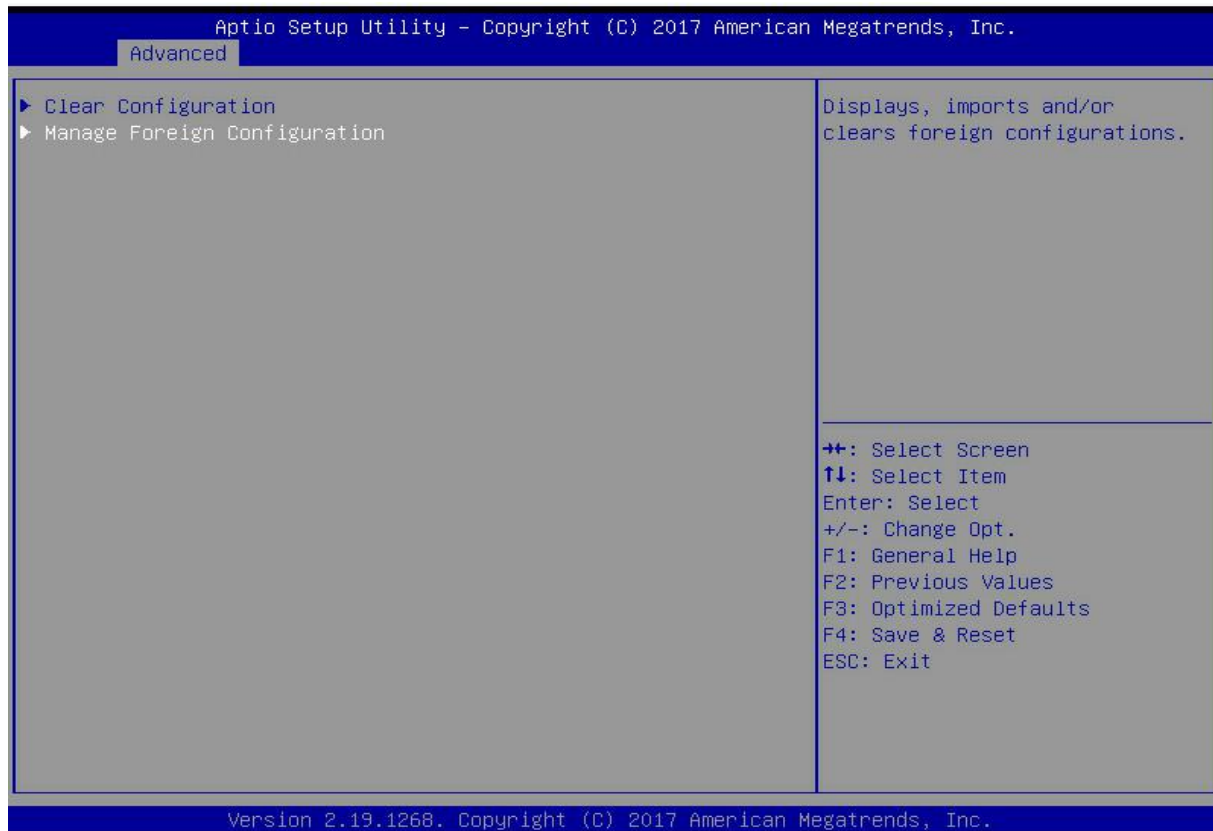 Aptio Setup Utility – Copyright (C) 2017 American Megatrends, Inc.
Advanced
▶ Clear Configuration
▶ Manage Foreign Configuration
Displays, imports and/or
clears foreign configurations.
→←: Select Screen
↑↓: Select Item
Enter: Select
+/-: Change Opt.
F1: General Help
F2: Previous Values
F3: Optimized Defaults
F4: Save & Reset
ESC: Exit
Version 2.19.1268. Copyright (C) 2017 American Megatrends, Inc.